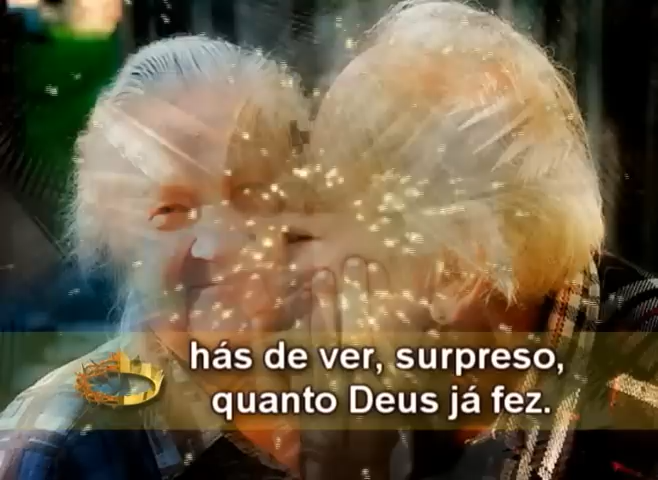 hás de ver, surpreso,
quanto Deus já fez.